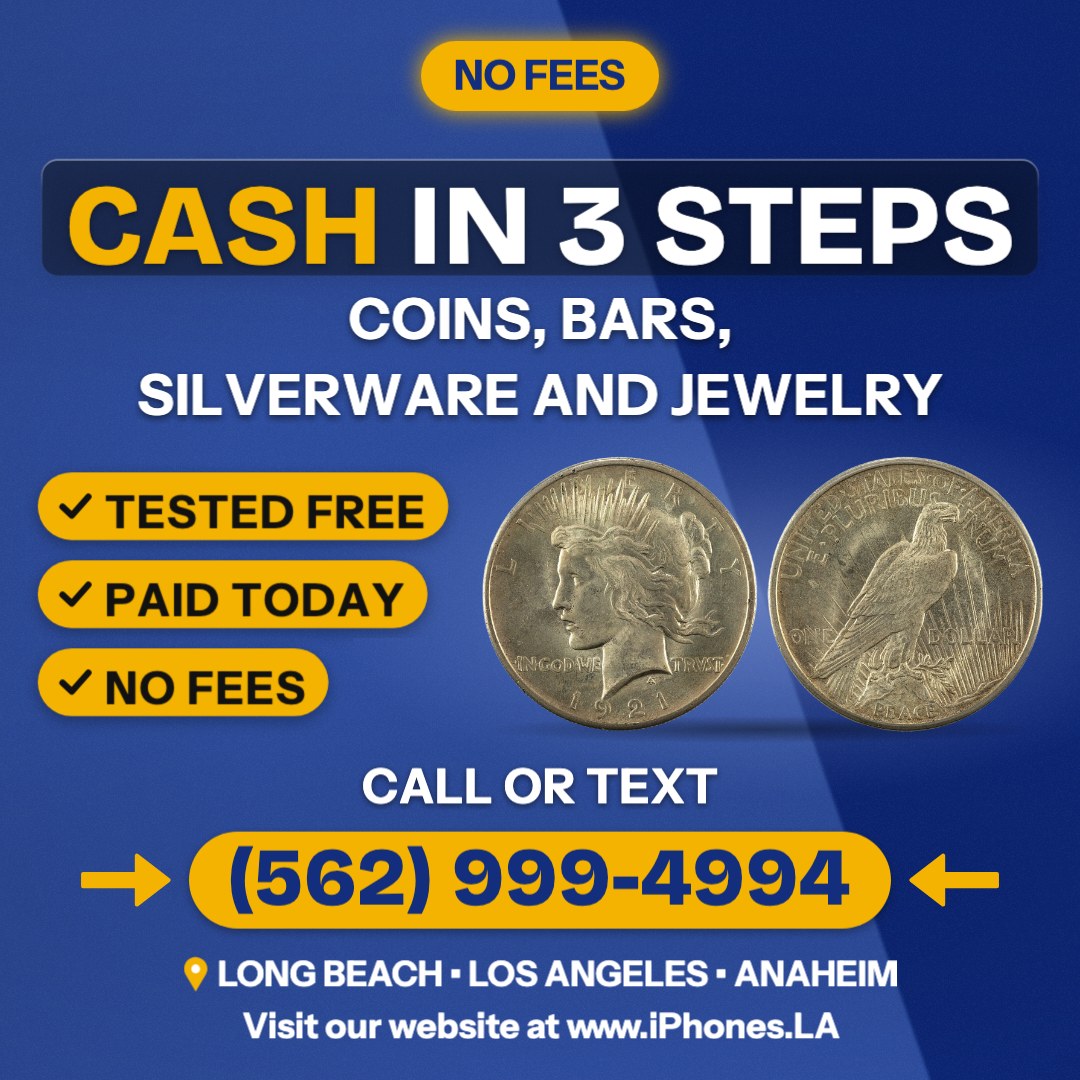 NO FEES
CASH IN 3 STEPS
COINS, BARS,
SILVERWARE AND JEWELRY
TESTED FREE
PAID TODAY
NO FEES
LIBERTY
IN GOD WE TRVST
1921
UNITED STATES OF AMERICA
E PLURIBUS UNUM
ONE DOLLAR
PEACE
CALL OR TEXT
(562) 999-4994
LONG BEACH ▪ LOS ANGELES ▪ ANAHEIM
Visit our website at www.iPhones.LA